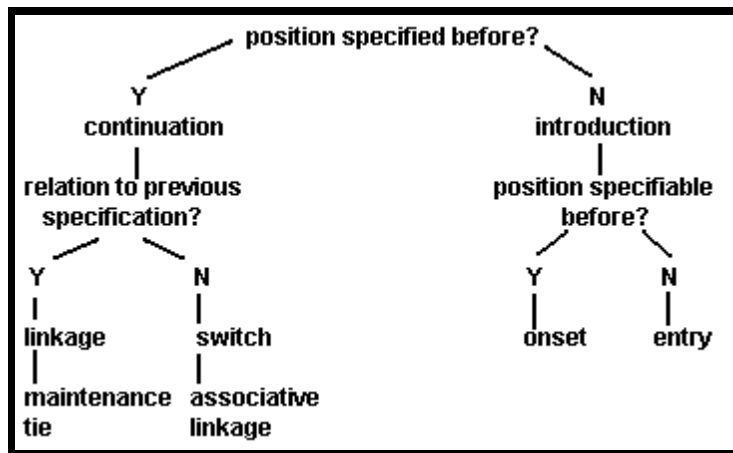 position specified before?
Y
N
continuation
introduction
relation to previous
specification?
position specifiable
before?
Y
N
Y
N
linkage
switch
onset
entry
maintenance
tie
associative
linkage